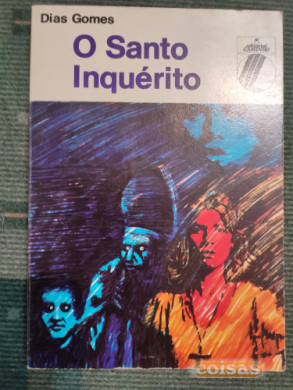 Dias Gomes
O Santo
Inquérito
coisas